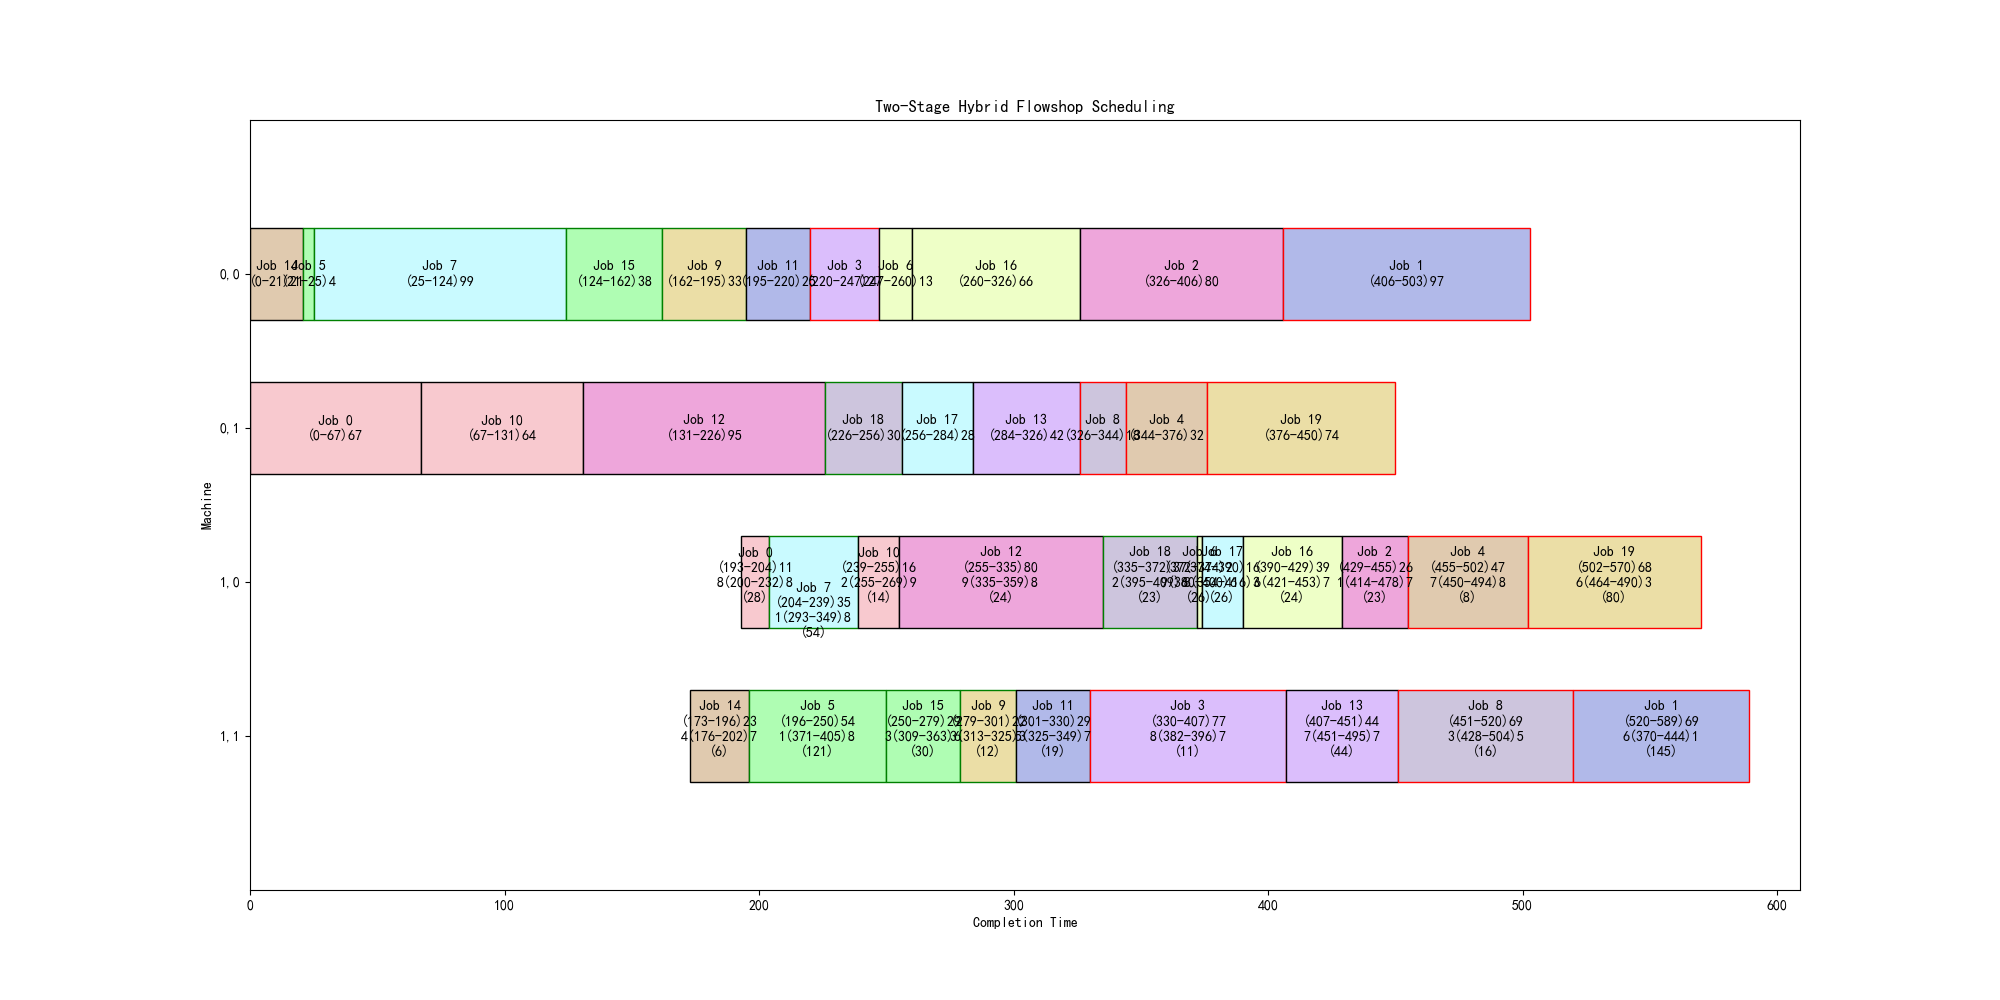 Two-Stage Hybrid Flowshop Scheduling
0,0
Job 14
(0-21)21
Job 5
(21-25)4
Job 7
(25-124)99
Job 15
(124-162)38
Job 9
(162-195)33
Job 11
(195-220)25
Job 3
(220-247)27
Job 6
(247-260)13
Job 16
(260-326)66
Job 2
(326-406)80
Job 1
(406-503)97
0,1
Job 0
(0-67)67
Job 10
(67-131)64
Job 12
(131-226)95
Job 18
(226-256)30
Job 17
(256-284)28
Job 13
(284-326)42
Job 8
(326-344)18
Job 4
(344-376)32
Job 19
(376-450)74
Machine
1,0
Job 0
(193-204)11
8(200-232)8
(28)
Job 7
(204-239)35
1(293-349)8
(54)
Job 10
(239-255)16
2(255-269)9
(14)
Job 12
(255-335)80
9(335-359)8
(24)
Job 18
(335-372)37
(23)
Job 6
(372-374)2
(26)
Job 17
(374-390)16
(26)
Job 16
(390-429)39
6(421-453)7
(24)
Job 2
(429-455)26
1(414-478)7
(23)
Job 4
(455-502)47
7(450-494)8
(8)
Job 19
(502-570)68
6(464-490)3
(80)
1,1
Job 14
(173-196)23
4(176-202)7
(6)
Job 5
(196-250)54
1(371-405)8
(121)
Job 15
(250-279)29
3(309-363)6
(30)
Job 9
(279-301)22
(12)
Job 11
(301-330)29
(19)
Job 3
(330-407)77
8(382-396)7
(11)
Job 13
(407-451)44
7(451-495)7
(44)
Job 8
(451-520)69
3(428-504)5
(16)
Job 1
(520-589)69
6(370-444)1
(145)
0
100
200
300
400
500
600
Completion Time